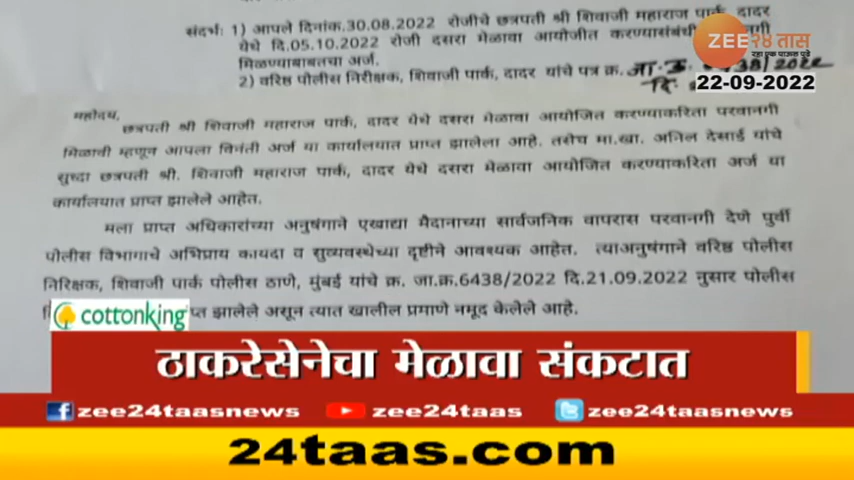 संदर्भः 1) आपले दिनांक.30.08.2022 रोजीचे छत्रपती श्री शिवाजी महाराज पार्क, दादर
येथे दि.05.10.2022 रोजी दसरा मेळावा आयोजीत करण्यासंबंधी
मिळण्याबाबतचा अर्ज.
2) वरिष्ठ पोलीस निरीक्षक, शिवाजी पार्क, दादर यांचे पत्र क्र.
ZEE २४ तास
रहा एक पाऊल पुढे
22-09-2022
महोदय,
छत्रपती श्री शिवाजी महाराज पार्क, दादर येथे दसरा मेळावा आयोजित करण्याकरिता परवानगी
मिळावी म्हणून आपला विनंती अर्ज या कार्यालयात प्राप्त झालेला आहे. तसेच मा.खा. अनिल देसाई यांचे
सुध्दा छत्रपती श्री. शिवाजी महाराज पार्क, दादर येथे दसरा मेळावा आयोजित करण्याकरिता अर्ज या
कार्यालयात प्राप्त झालेले आहेत.
मला प्राप्त अधिकारांच्या अनुषंगाने एखाद्या मैदानाच्या सार्वजनिक वापरास परवानगी देणे पुर्वी
पोलीस विभागाचे अभिप्राय कायदा व सुव्यवस्थेच्या दृष्टीने आवश्यक आहेत. त्याअनुषंगाने वरिष्ठ पोलीस
निरिक्षक, शिवाजी पार्क पोलीस ठाणे, मुंबई यांचे क्र. जा.क्र.6438/2022 दि.21.09.2022 नुसार पोलीस
झालेले असून त्यात खालील प्रमाणे नमूद केलेले आहे.
cottonking
ठाकरेसेनेचा मेळावा संकटात
zee24taasnews zee24taas zee24taasnews
24taas.com